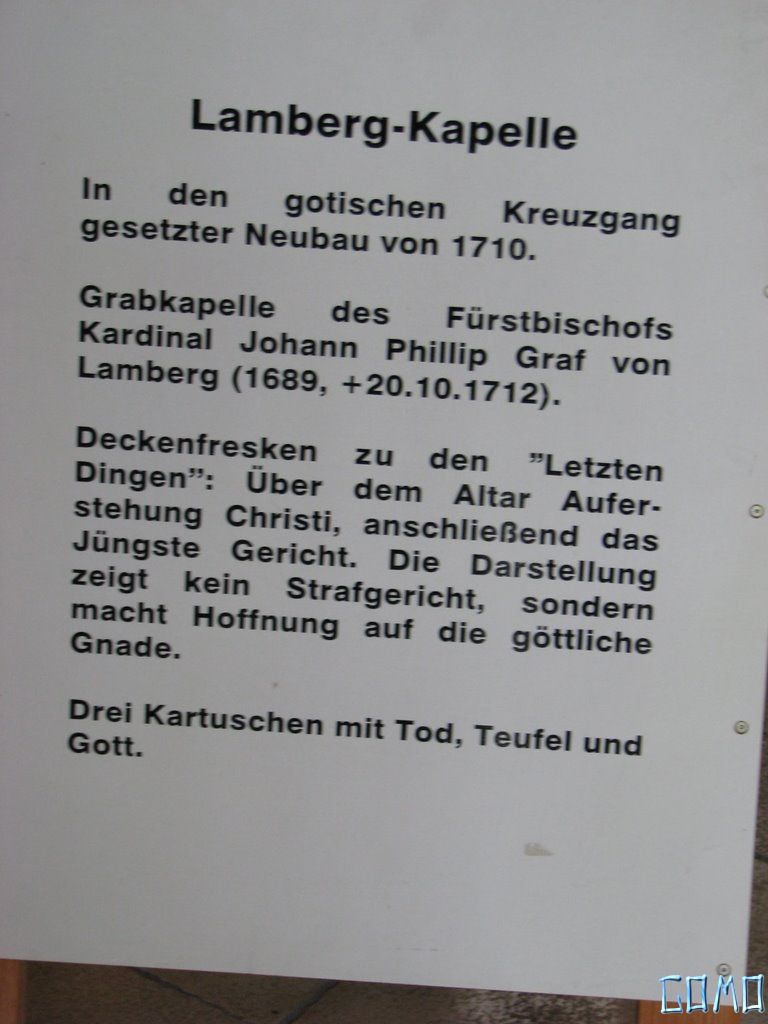 Lamberg-Kapelle
In den gotischen Kreuzgang
gesetzter Neubau von 1710.
Grabkapelle des Fürstbischofs
Kardinal Johann Phillip Graf von
Lamberg (1689, +20.10.1712).
Deckenfresken zu den ”Letzten
Dingen”: Über dem Altar Aufer-
stehung Christi, anschließend das
Jüngste Gericht. Die Darstellung
zeigt kein Strafgericht, sondern
macht Hoffnung auf die göttliche
Gnade.
Drei Kartuschen mit Tod, Teufel und
Gott.
GOMO